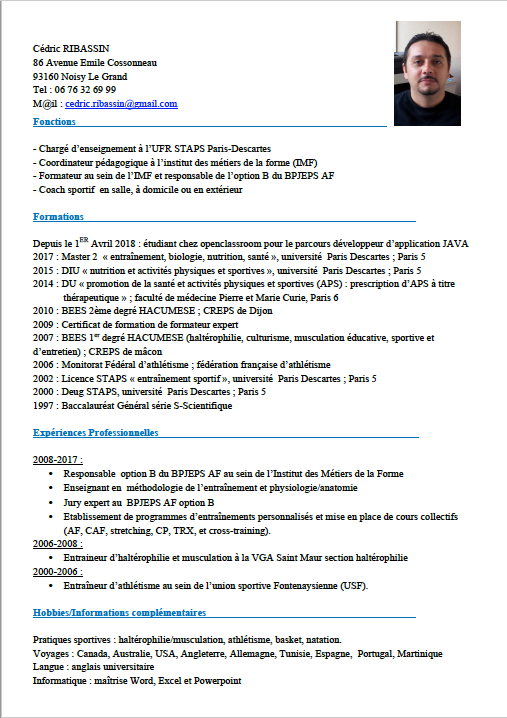 Cédric RIBASSIN
86 Avenue Emile Cossonneau
93160 Noisy Le Grand
Tel : 06 76 32 69 99
M@il : cedric.ribassin@gmail.com
Fonctions
- Chargé d’enseignement à l’UFR STAPS Paris-Descartes
- Coordinateur pédagogique à l’institut des métiers de la forme (IMF)
- Formateur au sein de l’IMF et responsable de l’option B du BPJEPS AF
- Coach sportif en salle, à domicile ou en extérieur
Formations
Depuis le 1ER Avril 2018 : étudiant chez openclassroom pour le parcours développeur d’application JAVA
2017 : Master 2 « entraînement, biologie, nutrition, santé », université Paris Descartes ; Paris 5
2015 : DIU « nutrition et activités physiques et sportives », université Paris Descartes ; Paris 5
2014 : DU « promotion de la santé et activités physiques et sportives (APS) : prescription d’APS à titre
thérapeutique » ; faculté de médecine Pierre et Marie Curie, Paris 6
2010 : BEES 2ème degré HACUMESE ; CREPS de Dijon
2009 : Certificat de formation de formateur expert
2007 : BEES 1er degré HACUMESE (haltérophilie, culturisme, musculation éducative, sportive et
d’entretien) ; CREPS de mâcon
2006 : Monitorat Fédéral d’athlétisme ; fédération française d’athlétisme
2002 : Licence STAPS « entraînement sportif », université Paris Descartes ; Paris 5
2000 : Deug STAPS, université Paris Descartes ; Paris 5
1997 : Baccalauréat Général série S-Scientifique
Expériences Professionnelles
2008-2017 :
• Responsable option B du BPJEPS AF au sein de l’Institut des Métiers de la Forme
• Enseignant en méthodologie de l’entraînement et physiologie/anatomie
• Jury expert au BPJEPS AF option B
• Etablissement de programmes d’entraînements personnalisés et mise en place de cours collectifs
(AF, CAF, stretching, CP, TRX, et cross-training).
2006-2008 :
• Entraineur d’haltérophilie et musculation à la VGA Saint Maur section haltérophilie
2000-2006 :
• Entraîneur d’athlétisme au sein de l’union sportive Fontenaysienne (USF).
Hobbies/Informations complémentaires
Pratiques sportives : haltérophilie/musculation, athlétisme, basket, natation.
Voyages : Canada, Australie, USA, Angleterre, Allemagne, Tunisie, Espagne, Portugal, Martinique
Langue : anglais universitaire
Informatique : maîtrise Word, Excel et Powerpoint